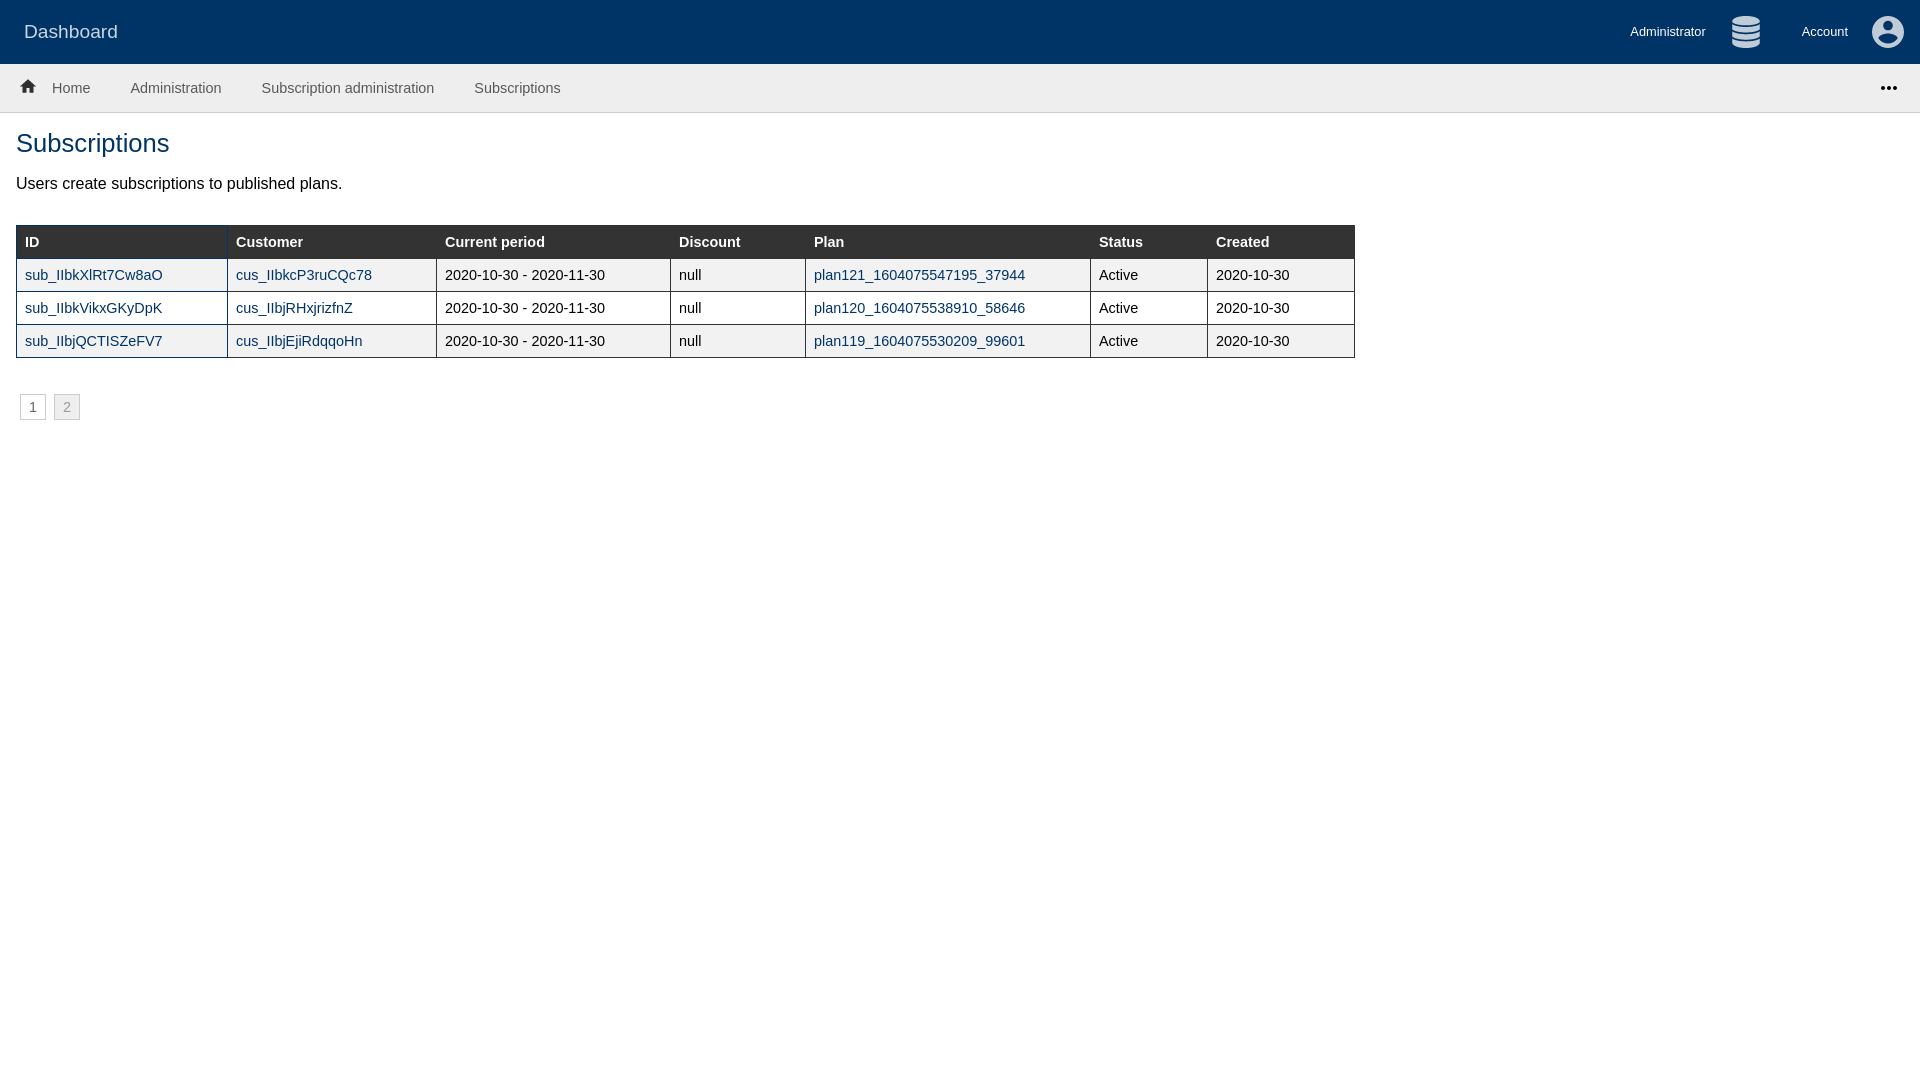 Dashboard
Administrator
Account
Home
Administration
Subscription administration
Subscriptions
Subscriptions
Users create subscriptions to published plans.
ID Customer Current period Discount Plan Status Created
sub_IIbkXlRt7Cw8aO cus_IIbkcP3ruCQc78 2020-10-30 - 2020-11-30 null plan121_1604075547195_37944 Active 2020-10-30
sub_IIbkVikxGKyDpK cus_IIbjRHxjrizfnZ 2020-10-30 - 2020-11-30 null plan120_1604075538910_58646 Active 2020-10-30
sub_IIbjQCTISZeFV7 cus_IIbjEjiRdqqoHn 2020-10-30 - 2020-11-30 null plan119_1604075530209_99601 Active 2020-10-30
1 2